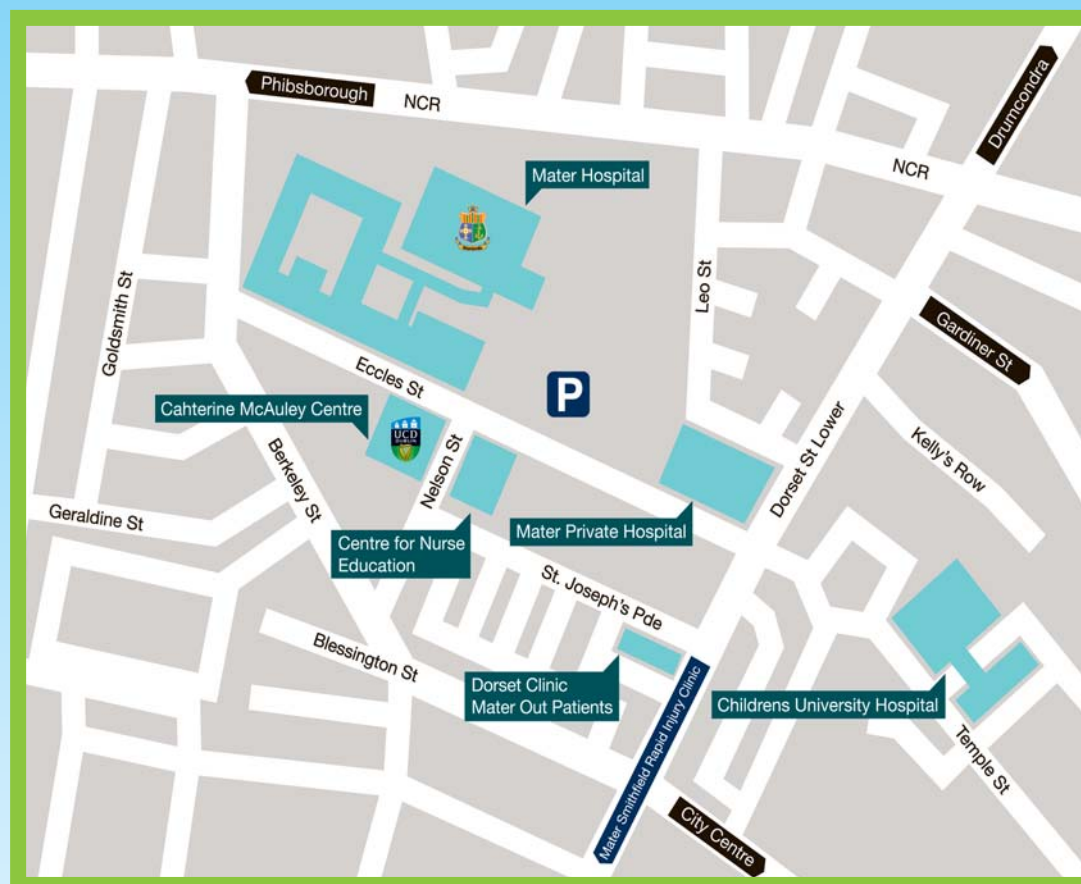 Phibsborough
NCR
Drumcondra
NCR
Mater Hospital
Leo St
Goldsmith St
Gardiner St
Eccles St
P
Cahterine McAuley Centre
UCD
DUBLIN
Nelson St
Dorset St Lower
Kelly's Row
Berkeley St
Geraldine St
Mater Private Hospital
Centre for Nurse
Education
St. Joseph's Pde
Blessington St
Dorset Clinic
Mater Out Patients
Childrens University Hospital
Mater Smithfield Rapid Injury Clinic
Temple St
City Centre